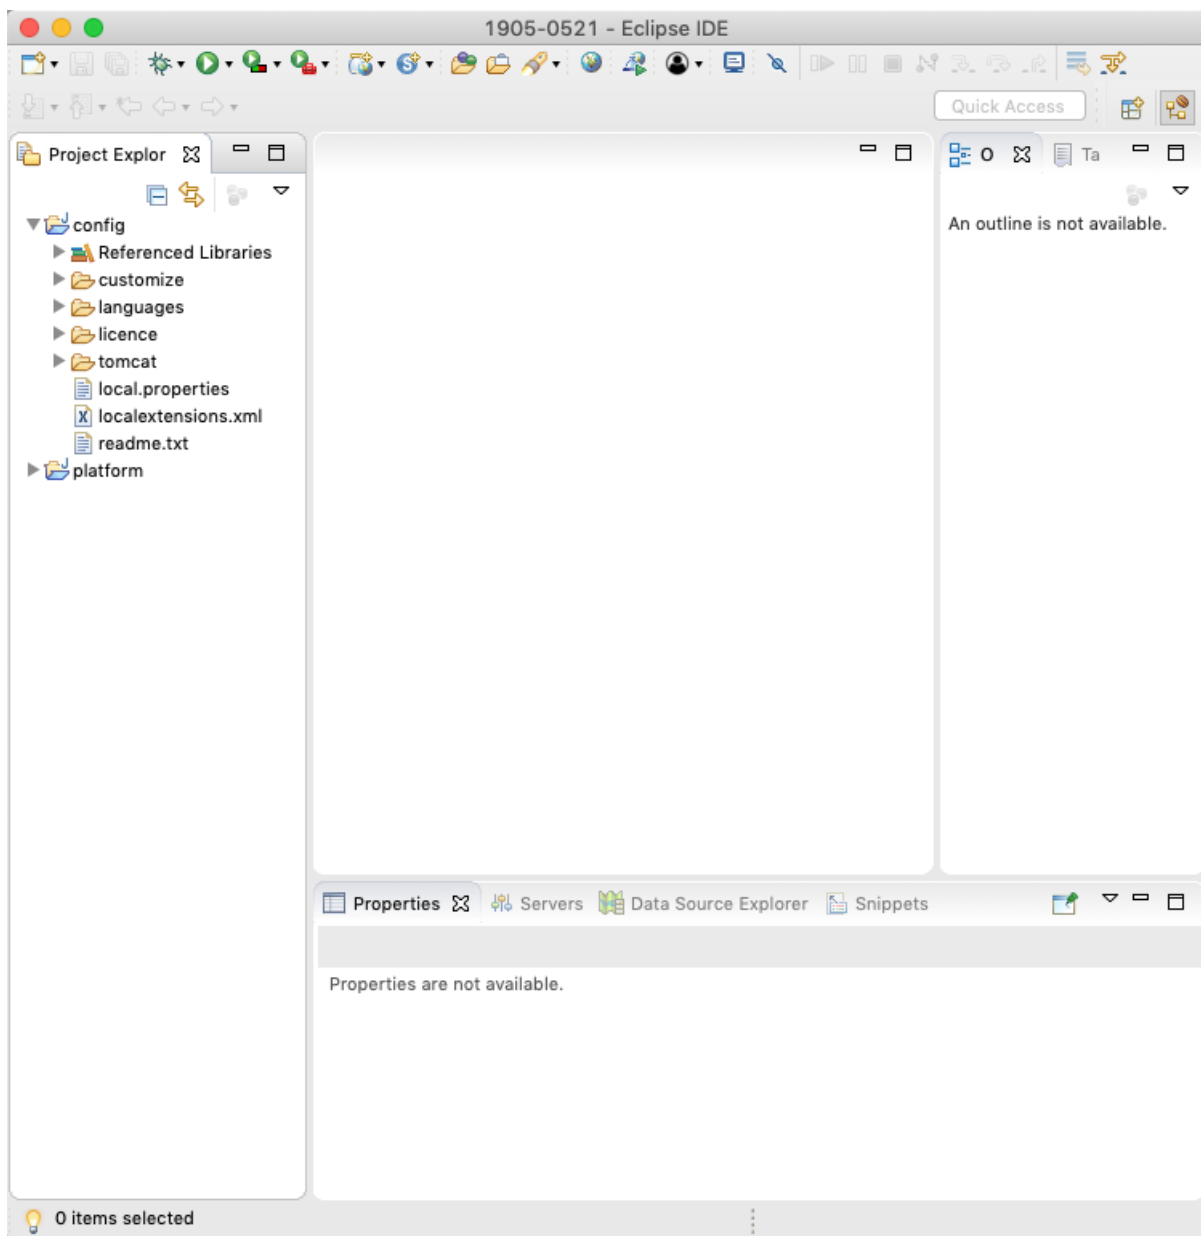 1905-0521 - Eclipse IDE
Quick Access
Project Explor
O
Ta
config
An outline is not available.
Referenced Libraries
customize
languages
licence
tomcat
local.properties
localextensions.xml
readme.txt
platform
Properties
Servers
Data Source Explorer
Snippets
Properties are not available.
0 items selected